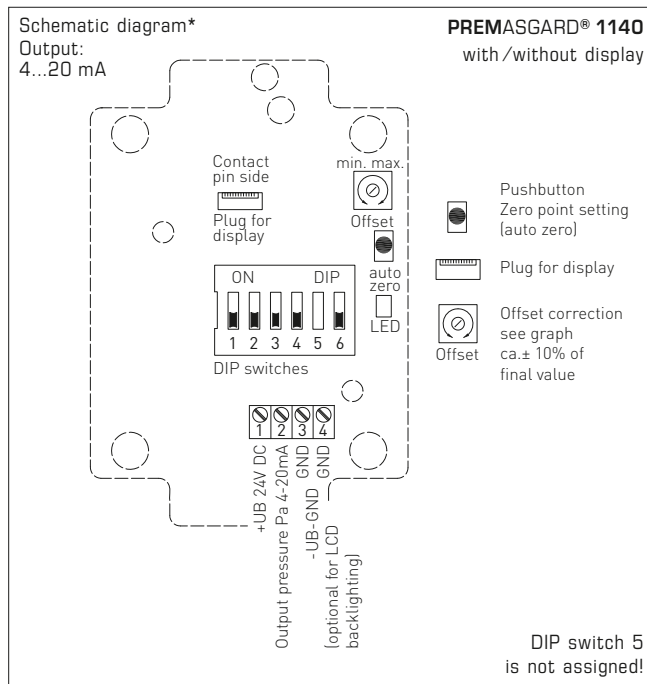 Schematic diagram*
Output:
4...20 mA
PREMASGARD® 1140
with / without display
Contact
pin side
Plug for
display
min. max.
Offset
auto
zero
LED
ON DIP
1 2 3 4 5 6
DIP switches
1 2 3 4
+UB 24V DC
Output pressure Pa 4-20mA
GND
-UB-GND
GND
(optional for LCD
backlighting)
Pushbutton
Zero point setting
(auto zero)
Plug for display
Offset
Offset correction
see graph
ca.± 10% of
final value
DIP switch 5
is not assigned!